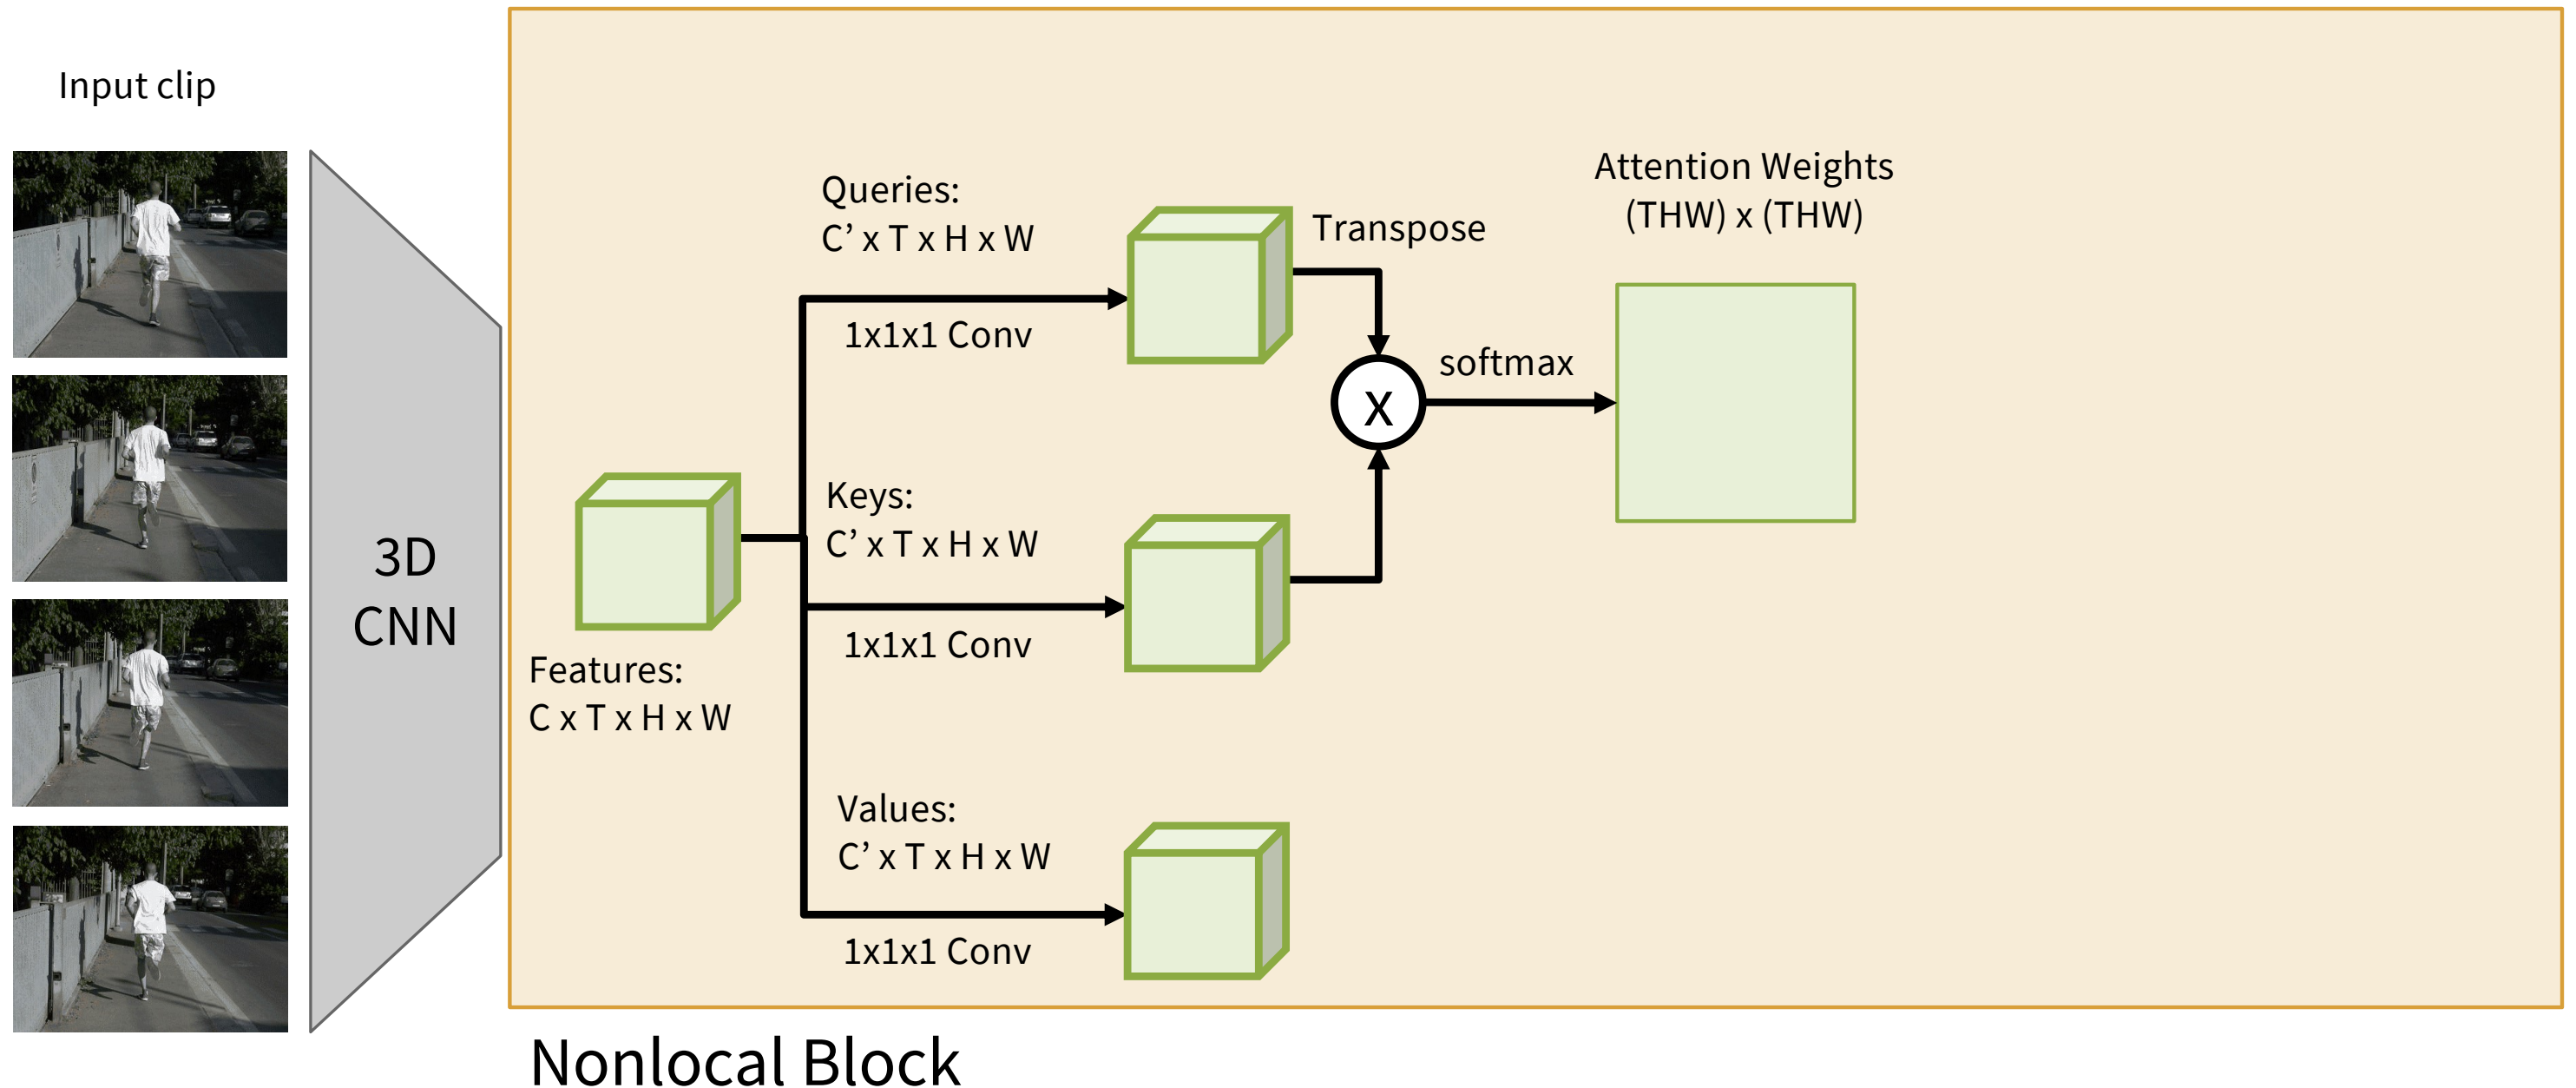 Input clip
3D
CNN
Features:
C x T x H x W
Queries:
C’ x T x H x W
1x1x1 Conv
Keys:
C’ x T x H x W
1x1x1 Conv
Values:
C’ x T x H x W
1x1x1 Conv
Transpose
X
softmax
Attention Weights
(THW) x (THW)
Nonlocal Block